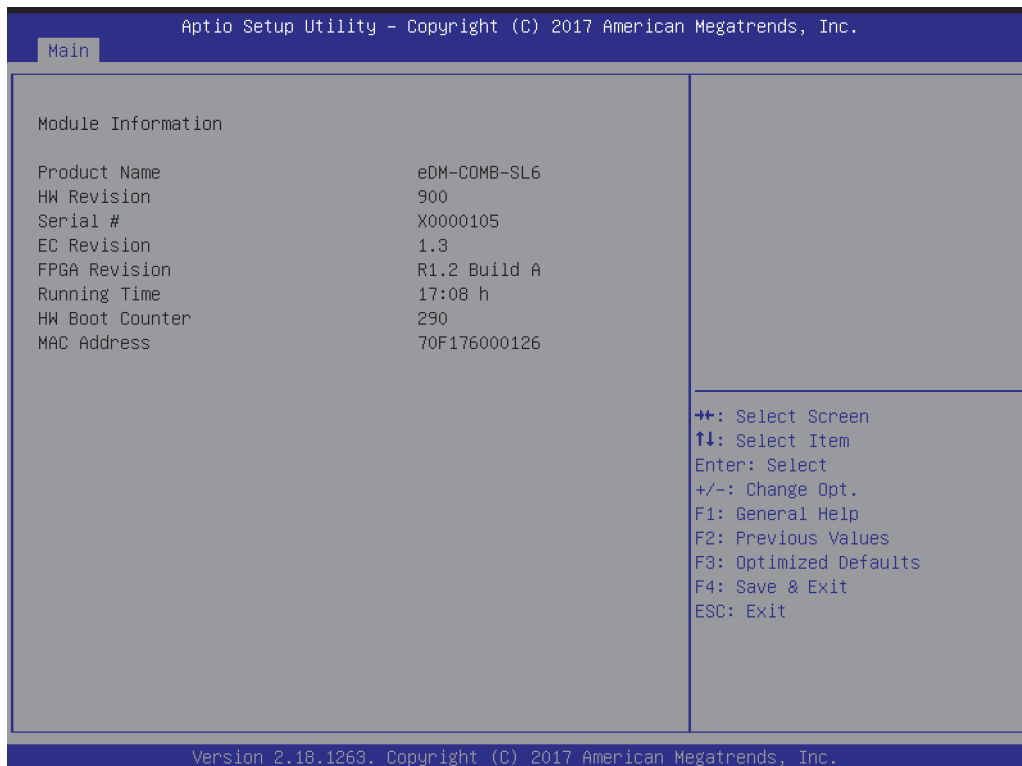 Aptio Setup Utility – Copyright (C) 2017 American Megatrends, Inc.
Main
Module Information
Product Name eDM-COMB-SL6
HW Revision 900
Serial # X0000105
EC Revision 1.3
FPGA Revision R1.2 Build A
Running Time 17:08 h
HW Boot Counter 290
MAC Address 70F176000126
→←: Select Screen
↑↓: Select Item
Enter: Select
+/-: Change Opt.
F1: General Help
F2: Previous Values
F3: Optimized Defaults
F4: Save & Exit
ESC: Exit
Version 2.18.1263. Copyright (C) 2017 American Megatrends, Inc.